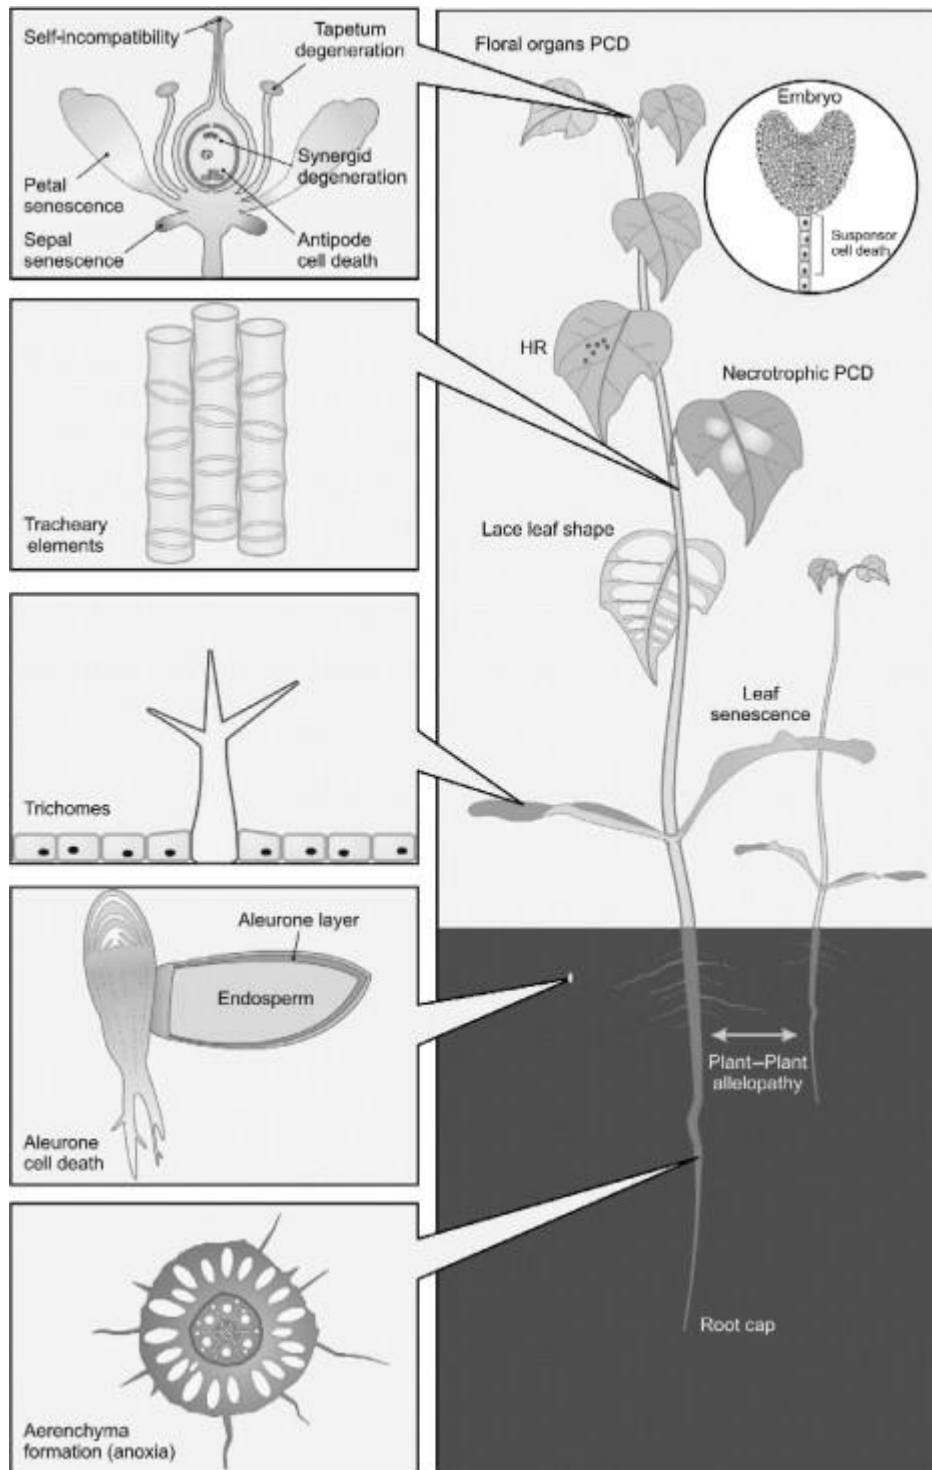 Self-incompatibility
Tapetum
degeneration
Synergid
degeneration
Petal
senescence
Sepal
senescence
Antipode
cell death
Floral organs PCD
Embryo
Suspensor
cell death
HR
Necrotrophic PCD
Tracheary
elements
Lace leaf shape
Leaf
senescence
Trichomes
Aleurone layer
Endosperm
Aleurone
cell death
Plant–Plant
allelopathy
Root cap
Aerenchyma
formation (anoxia)